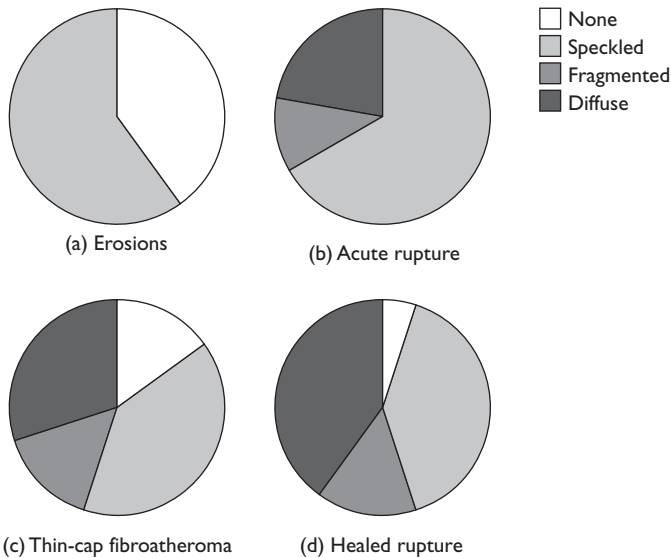 None
Speckled
Fragmented
Diffuse
(a) Erosions
(b) Acute rupture
(c) Thin-cap fibroatheroma
(d) Healed rupture